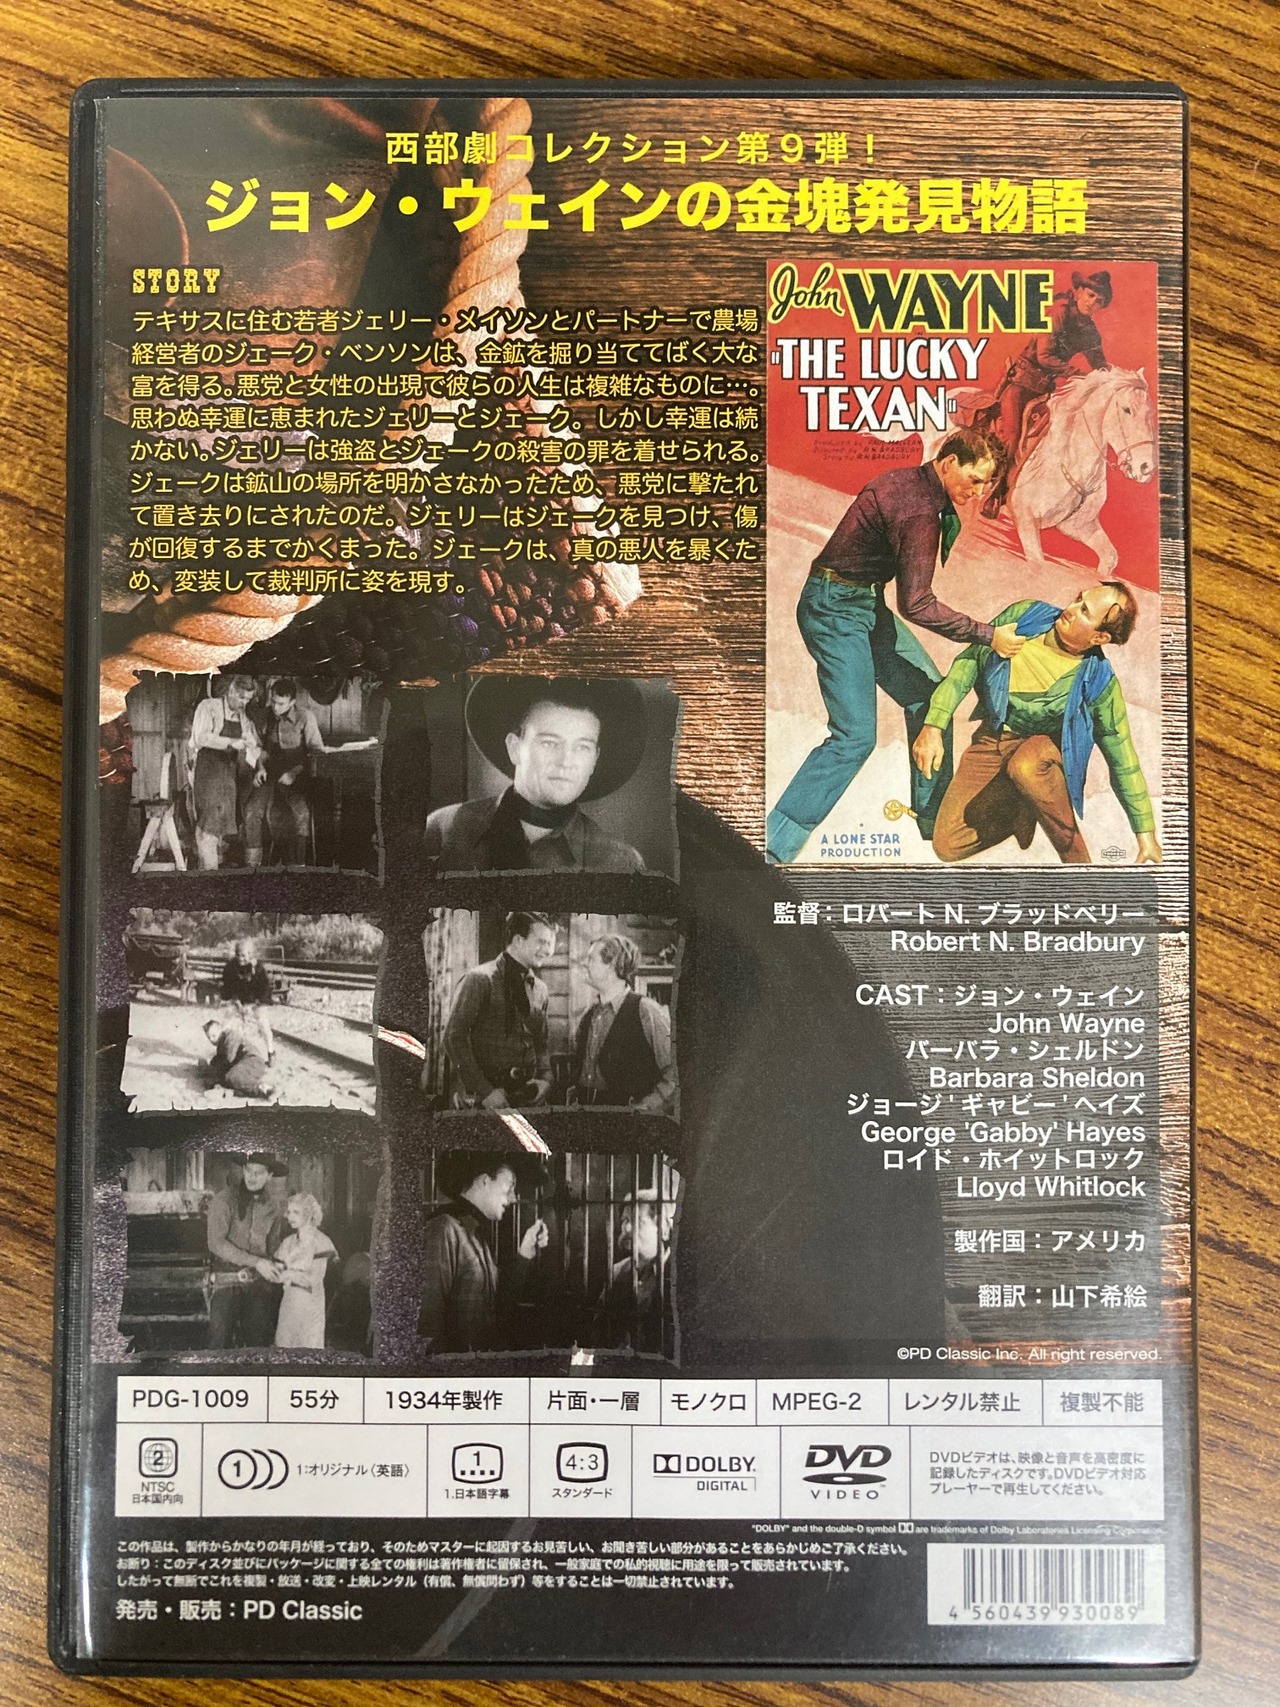 西部劇コレクション第9弾！
ジョン・ウェインの金塊発見物語
STORY
テキサスに住む若者ジェリー・メイソンとパートナーで農場
経営者のジェーク・ベンソンは、金鉱を掘り当ててばく大な
富を得る。悪党と女性の出現で彼らの人生は複雑なものに…。
思わぬ幸運に恵まれたジェリーとジェーク。しかし幸運は続
かない。ジェリーは強盗とジェークの殺害の罪を着せられる。
ジェークは鉱山の場所を明かさなかったため、悪党に撃たれ
て置き去りにされたのだ。ジェリーはジェークを見つけ、傷
が回復するまでかくまった。ジェークは、真の悪人を暴くた
め、変装して裁判所に姿を現す。
John WAYNE
"THE LUCKY
TEXAN"
A LONE STAR
PRODUCTION
監督：ロバート N. ブラッドベリー
Robert N. Bradbury
CAST：ジョン・ウェイン
John Wayne
バーバラ・シェルドン
Barbara Sheldon
ジョージ ' ギャビー ' ヘイズ
George 'Gabby' Hayes
ロイド・ホイットロック
Lloyd Whitlock
製作国：アメリカ
翻訳：山下希絵
©PD Classic Inc. All right reserved.
PDG-1009 55分 1934年製作 片面・一層 モノクロ MPEG-2 レンタル禁止 複製不能
2
NTSC
日本国内向
1
1:オリジナル〈英語〉
1
1.日本語字幕
4:3
スタンダード
DOLBY.
DIGITAL
DVD
VIDEO™
DVDビデオは、映像と音声を高密度に
記録したディスクです。DVDビデオ対応
プレーヤーで再生してください。
"DOLBY" and the double-D symbol are trademarks of Dolby Laboratories Licensing Corporation.
この作品は、製作からかなりの年月が経っており、そのためマスターに起因するお見苦しい、お聞き苦しい部分があることをあらかじめご了承ください。
お断り：このディスク並びにパッケージに関する全ての権利は著作権者に留保され、一般家庭での私的視聴に用途を限って販売されています。
したがって無断でこれを複製・放送・改変・上映レンタル（有償、無償問わず）等をすることは一切禁止されています。
発売・販売：PD Classic
4 560439 930089